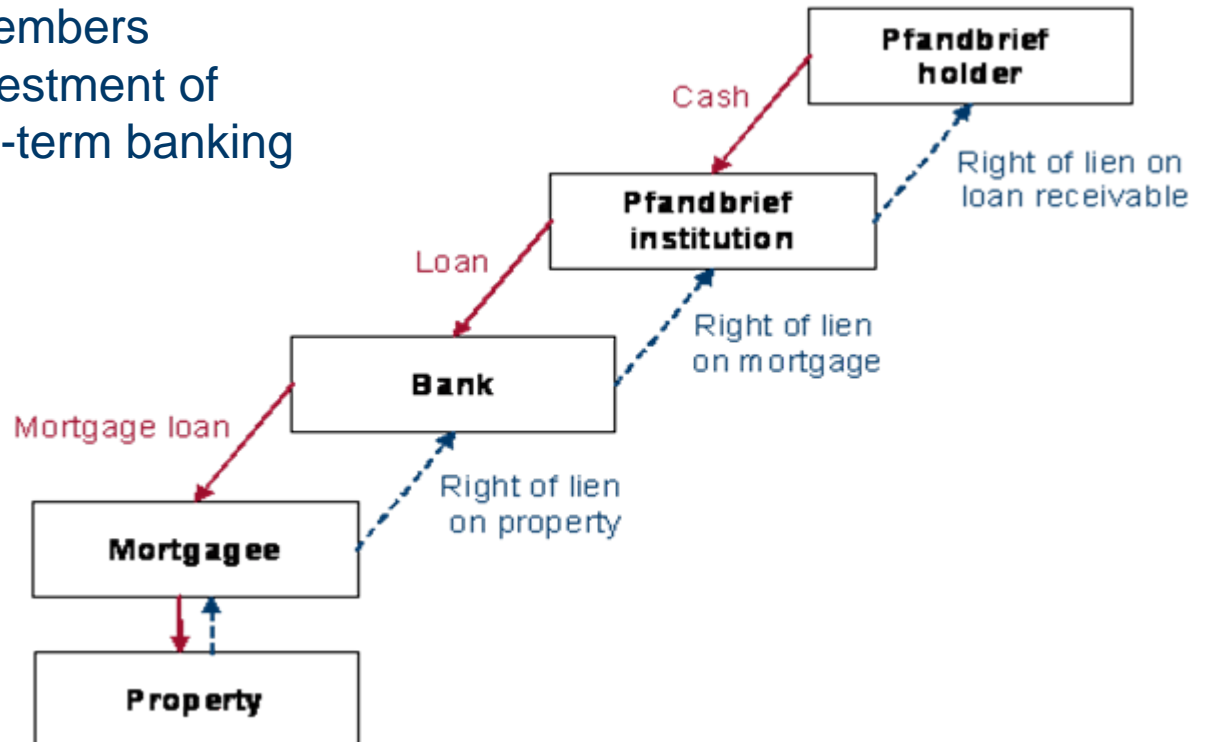 embers
estment of
-term banking
Pfandbrief
holder
Cash
Right of lien on
loan receivable
Pfandbrief
institution
Loan
Right of lien
on mortgage
Bank
Mortgage loan
Right of lien
on property
Mortgagee
Property